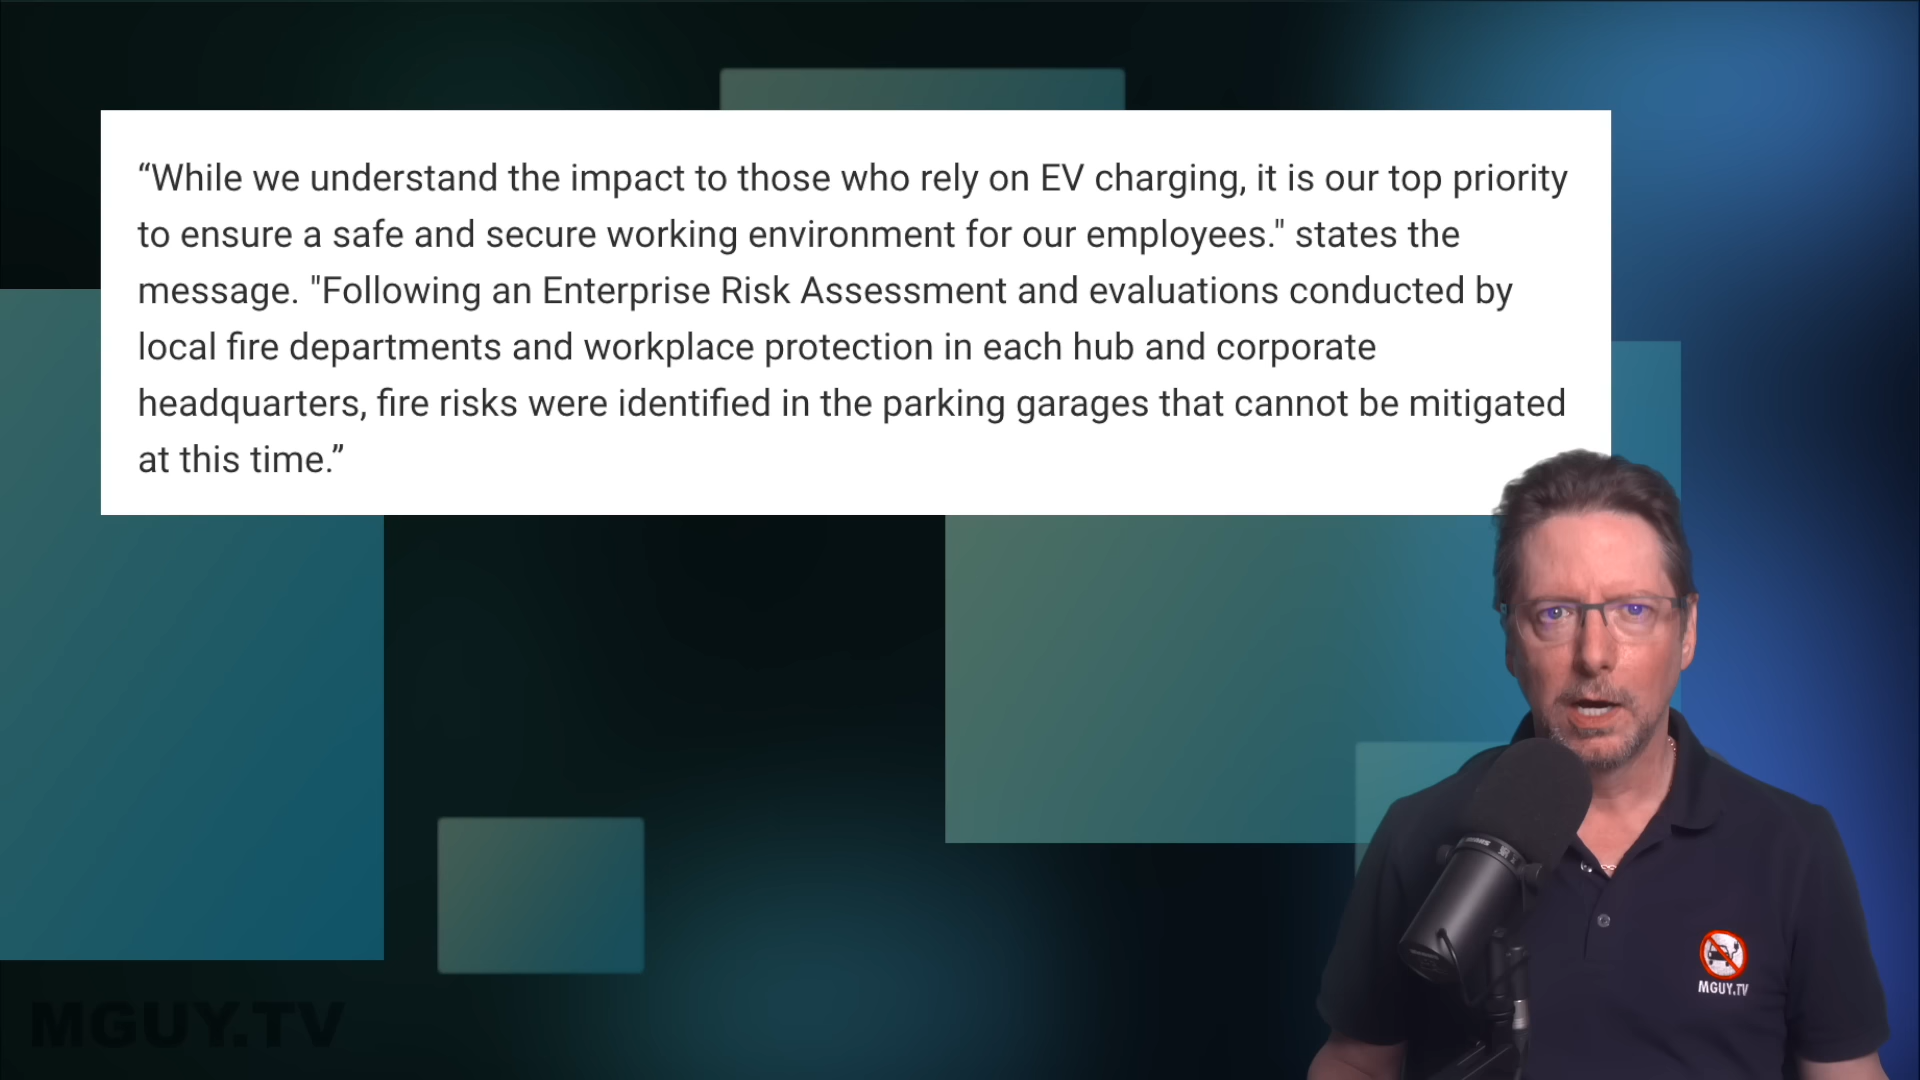 “While we understand the impact to those who rely on EV charging, it is our top priority
to ensure a safe and secure working environment for our employees." states the
message. "Following an Enterprise Risk Assessment and evaluations conducted by
local fire departments and workplace protection in each hub and corporate
headquarters, fire risks were identified in the parking garages that cannot be mitigated
at this time.”
MGUY.TV
MGUY.TV